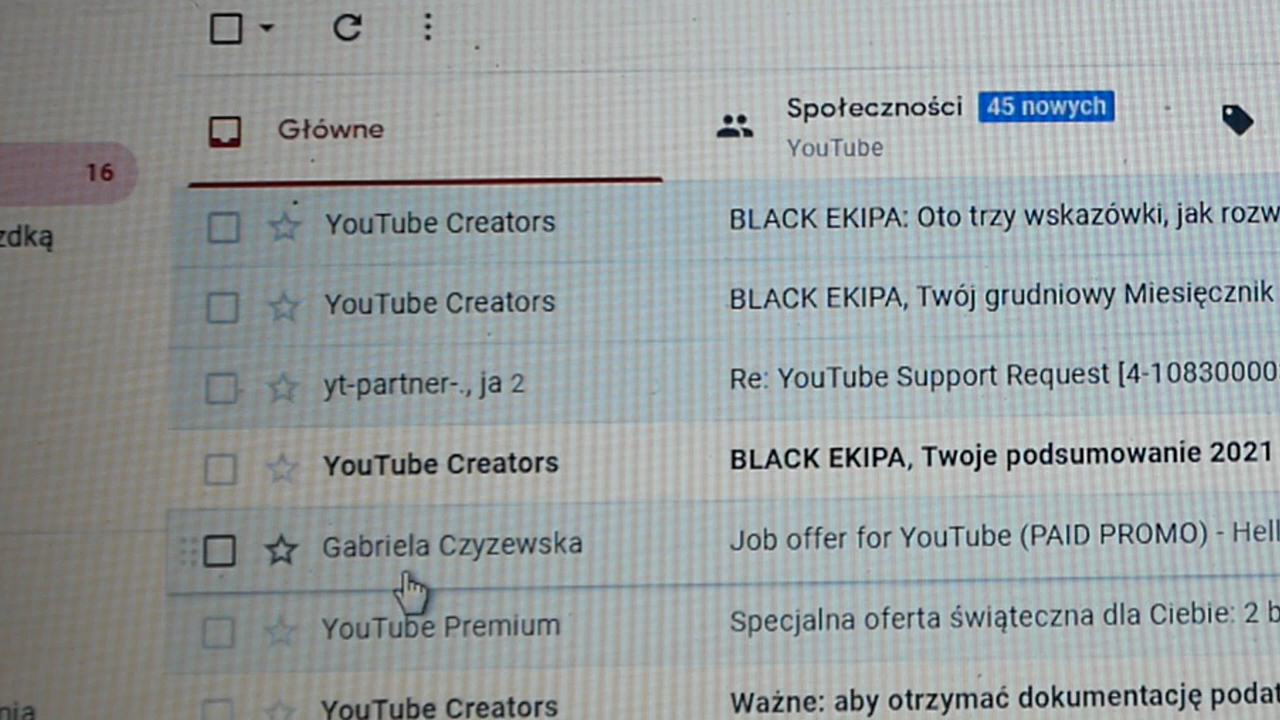 Główne
Społeczności 45 nowych
YouTube
16
zdką
YouTube Creators BLACK EKIPA: Oto trzy wskazówki, jak rozw
YouTube Creators BLACK EKIPA, Twój grudniowy Miesięcznik
yt-partner-., ja 2 Re: YouTube Support Request [4-10830000
YouTube Creators BLACK EKIPA, Twoje podsumowanie 2021
Gabriela Czyzewska Job offer for YouTube (PAID PROMO) - Hell
YouTube Premium Specjalna oferta świąteczna dla Ciebie: 2 b
nia
YouTube Creators Ważne: aby otrzymać dokumentację podat